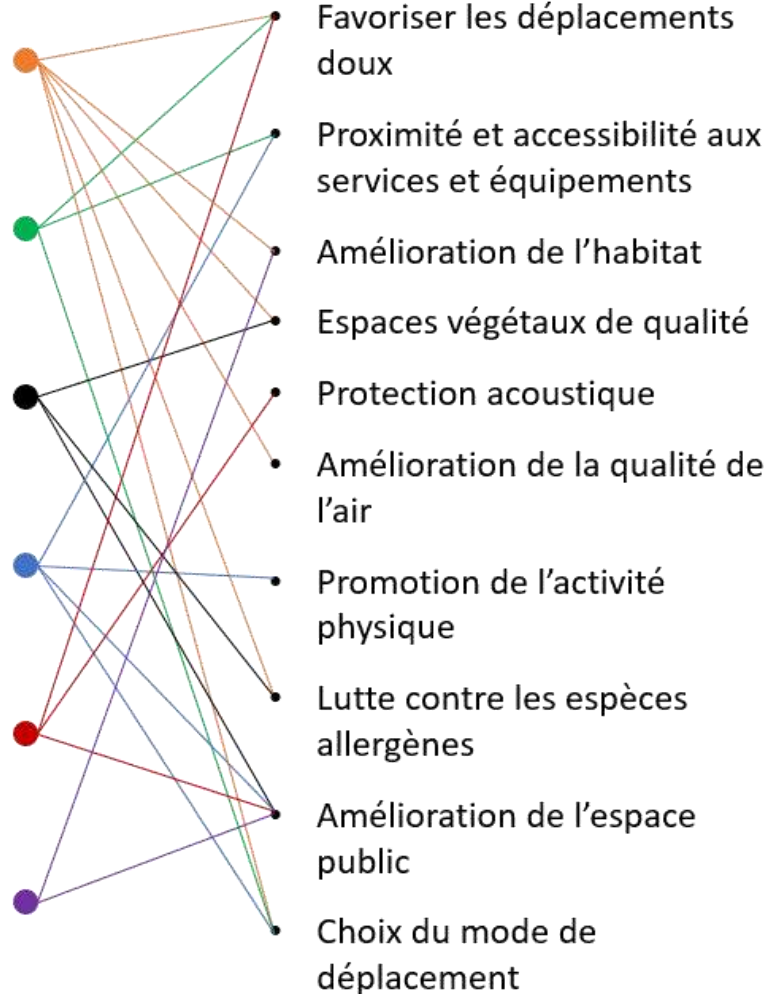 Favoriser les déplacements
doux
Proximité et accessibilité aux
services et équipements
Amélioration de l’habitat
Espaces végétaux de qualité
Protection acoustique
Amélioration de la qualité de
l’air
Promotion de l’activité
physique
Lutte contre les espèces
allergènes
Amélioration de l’espace
public
Choix du mode de
déplacement